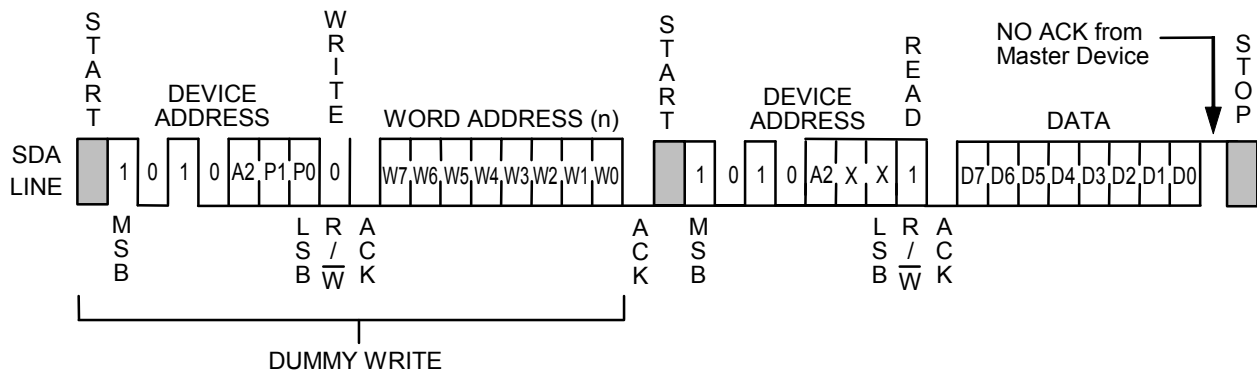 START
WRITE
START
READ
NO ACK from
Master Device
STOP
DEVICE
ADDRESS
WORD ADDRESS (n)
DEVICE
ADDRESS
DATA
SDA
LINE
1 0 1 0 A2 P1 P0 0 W7 W6 W5 W4 W3 W2 W1 W0 1 0 1 0 A2 X X 1 D7 D6 D5 D4 D3 D2 D1 D0
MSB
LSB
R/W
ACK
ACK
MSB
LSB
R/W
ACK
DUMMY WRITE